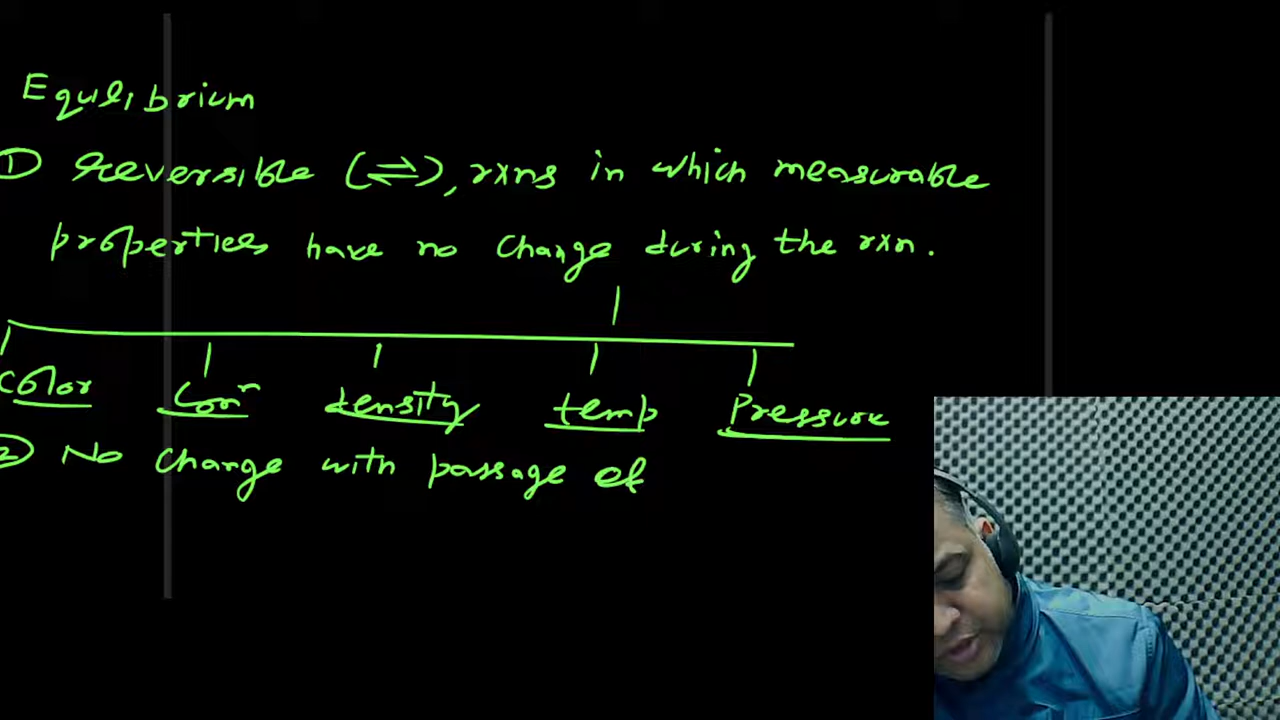 Equilibrium
① Reversible (⇌), rxns in which measurable
properties have no change during the rxn.
Color Conⁿ density temp Pressure
② No change with passage of